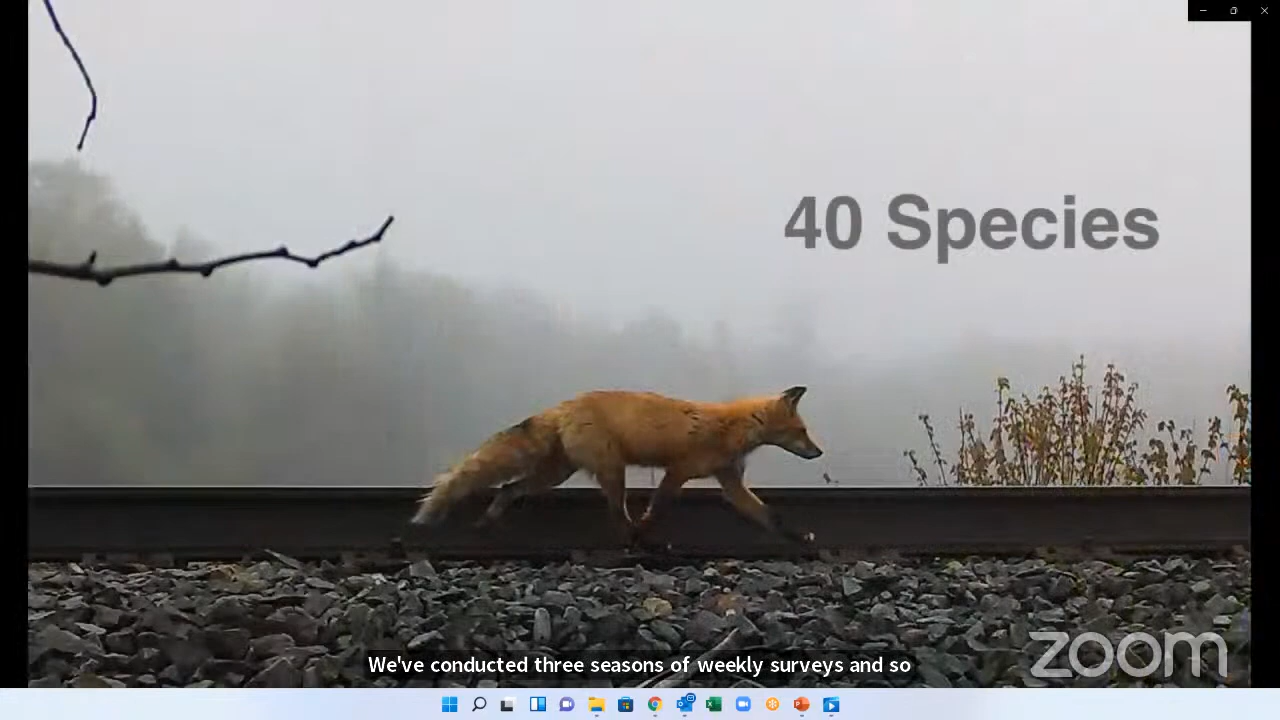 40 Species
We've conducted three seasons of weekly surveys and so
zoom